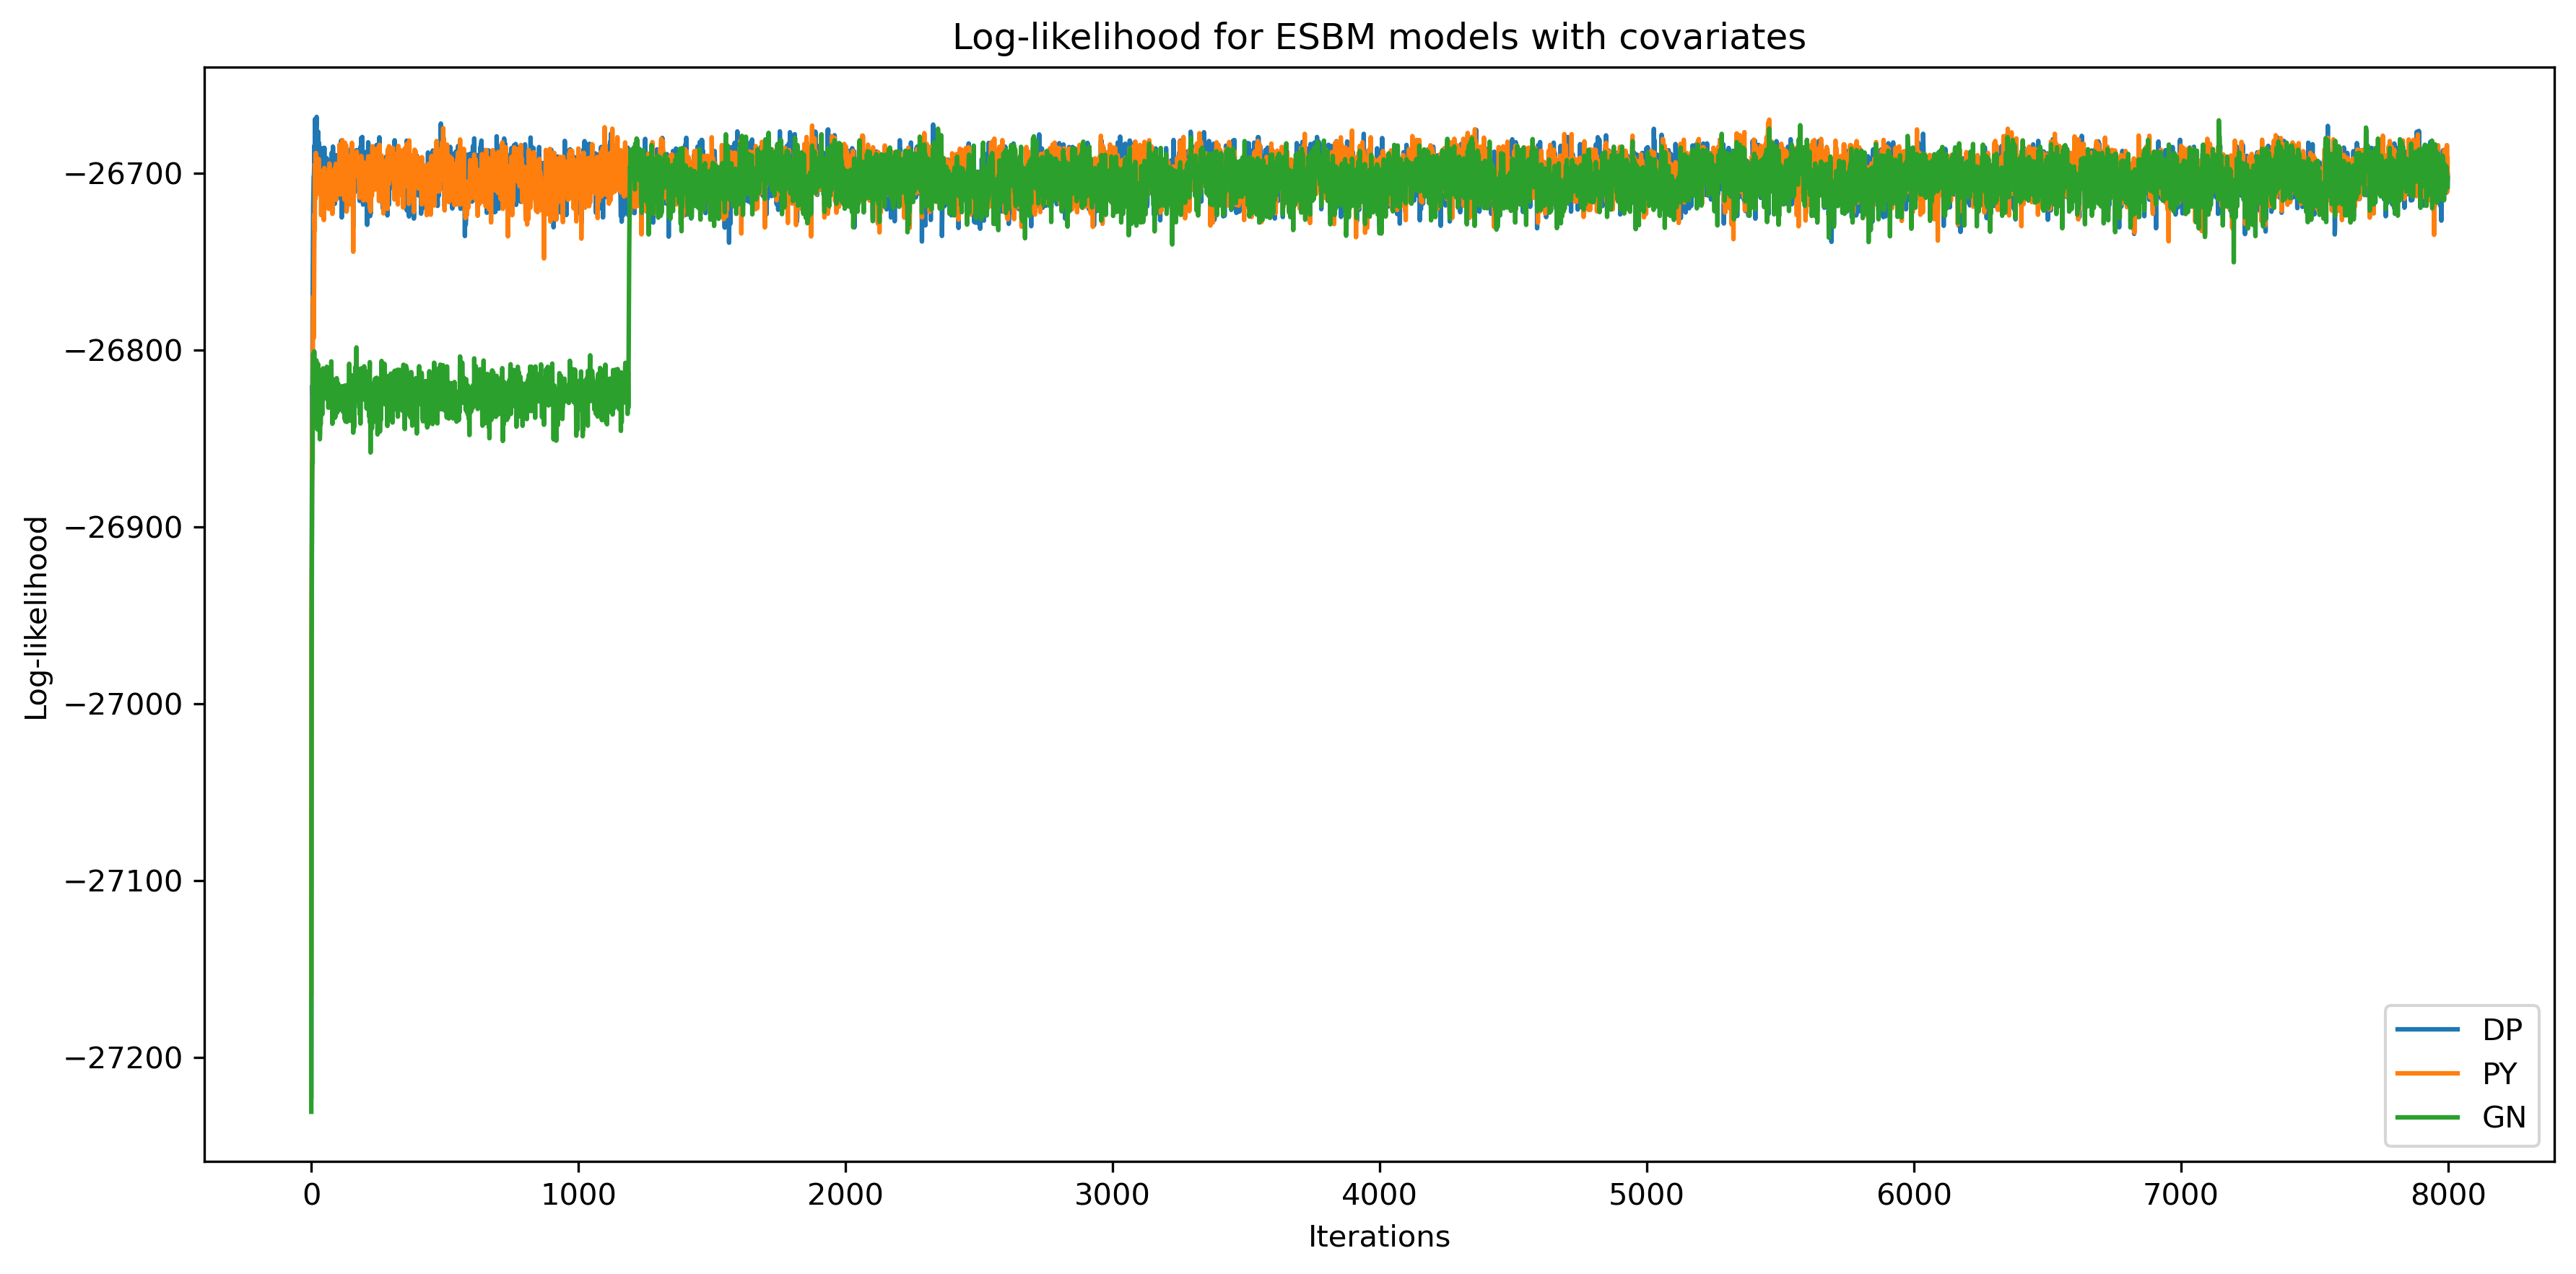 Log-likelihood for ESBM models with covariates
−26700
−26800
−26900
−27000
−27100
−27200
Log-likelihood
0 1000 2000 3000 4000 5000 6000 7000 8000
Iterations
DP
PY
GN